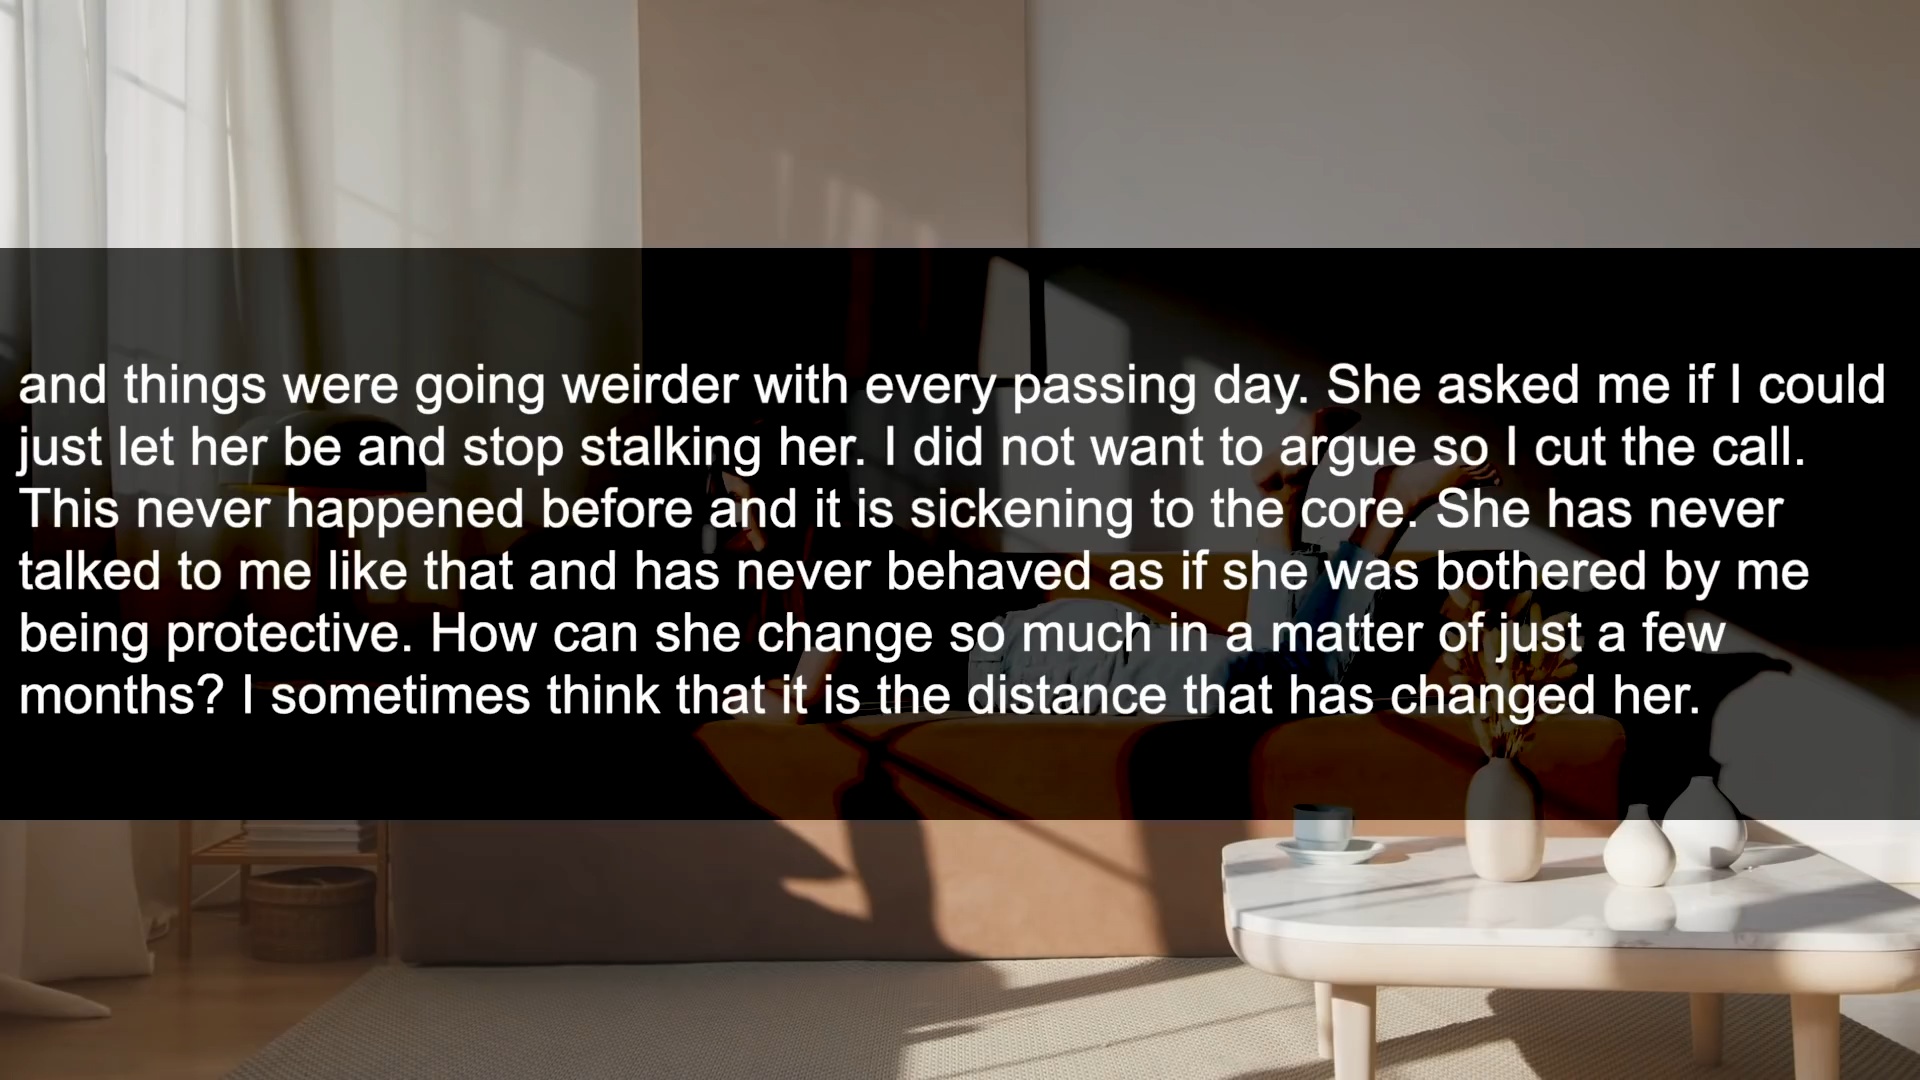 and things were going weirder with every passing day. She asked me if I could
just let her be and stop stalking her. I did not want to argue so I cut the call.
This never happened before and it is sickening to the core. She has never
talked to me like that and has never behaved as if she was bothered by me
being protective. How can she change so much in a matter of just a few
months? I sometimes think that it is the distance that has changed her.